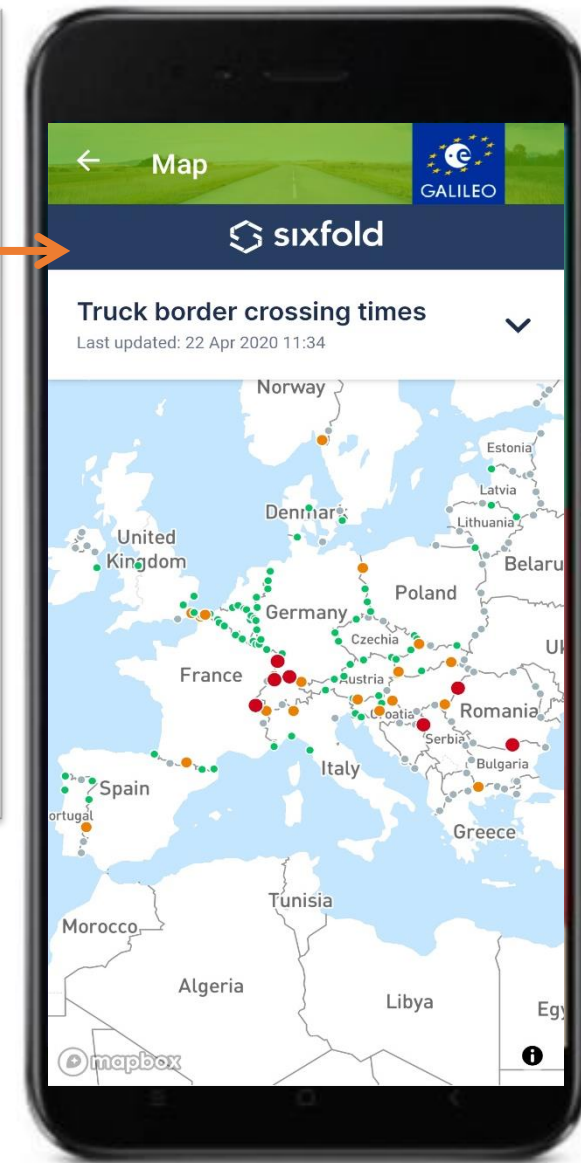 Map
GALILEO
sıxfold
Truck border crossing times
Last updated: 22 Apr 2020 11:34
Norway
Estonia
Latvia
Denmar
Lithuania
United
Kingdom
Belaru
Poland
Germany
Czechia
Uk
France
Austria
Romania
Croatia
Serbia
Bulgaria
Italy
Spain
ortugal
Greece
Tunisia
Morocco
Algeria
Libya
Egy
mapbox